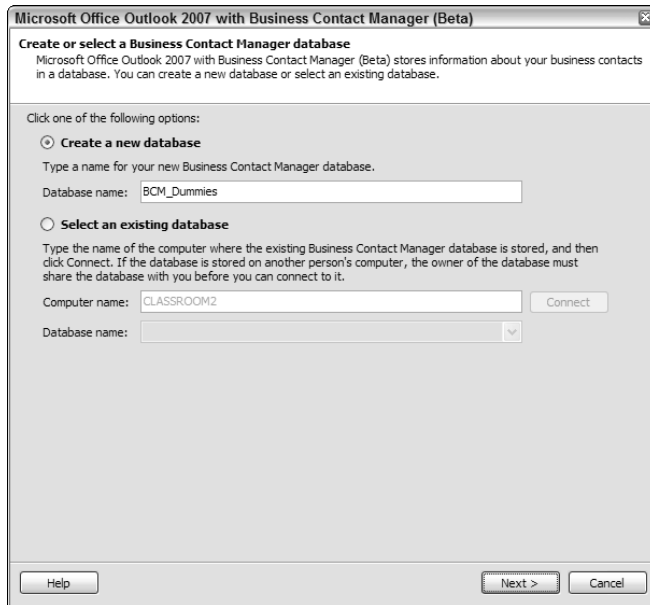 Microsoft Office Outlook 2007 with Business Contact Manager (Beta)
Create or select a Business Contact Manager database
Microsoft Office Outlook 2007 with Business Contact Manager (Beta) stores information about your business contacts
in a database. You can create a new database or select an existing database.
Click one of the following options:
Create a new database
Type a name for your new Business Contact Manager database.
Database name: BCM_Dummies
Select an existing database
Type the name of the computer where the existing Business Contact Manager database is stored, and then
click Connect. If the database is stored on another person's computer, the owner of the database must
share the database with you before you can connect to it.
Computer name: CLASSROOM2 Connect
Database name:
Help Next > Cancel